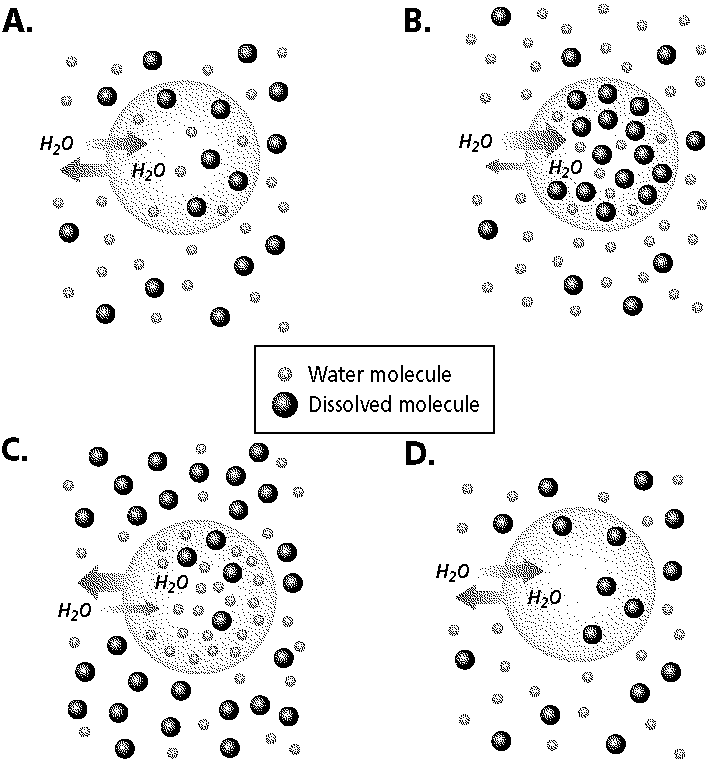 A.
B.
H2O
H2O
H2O
H2O
Water molecule
Dissolved molecule
C.
D.
H2O
H2O
H2O
H2O